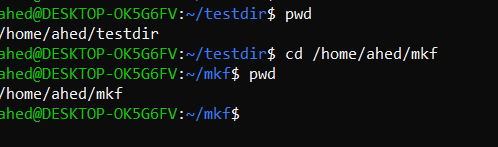 ahed@DESKTOP-OK5G6FV:~/testdir$ pwd
/home/ahed/testdir
ahed@DESKTOP-OK5G6FV:~/testdir$ cd /home/ahed/mkf
ahed@DESKTOP-OK5G6FV:~/mkf$ pwd
/home/ahed/mkf
ahed@DESKTOP-OK5G6FV:~/mkf$